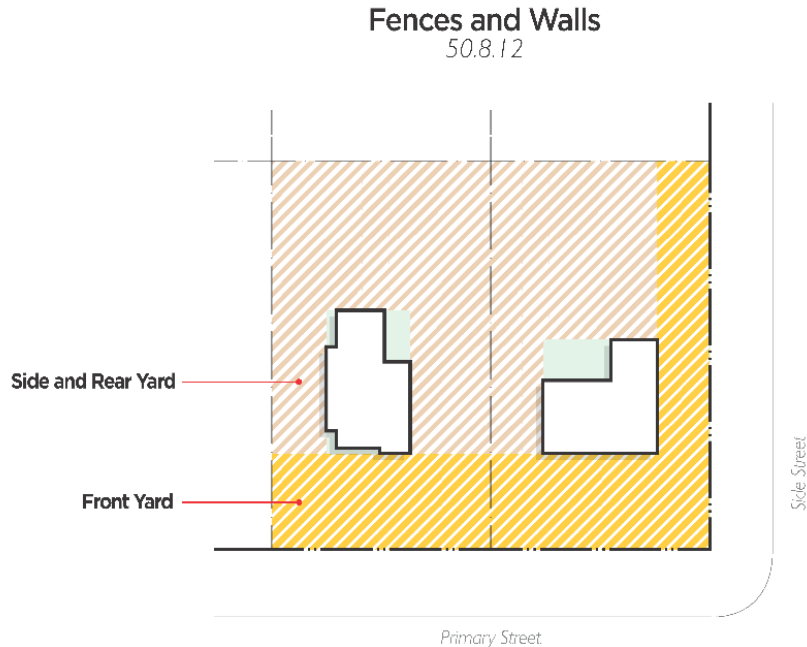 Fences and Walls
50.8.12
Side and Rear Yard
Front Yard
Side Street
Primary Street